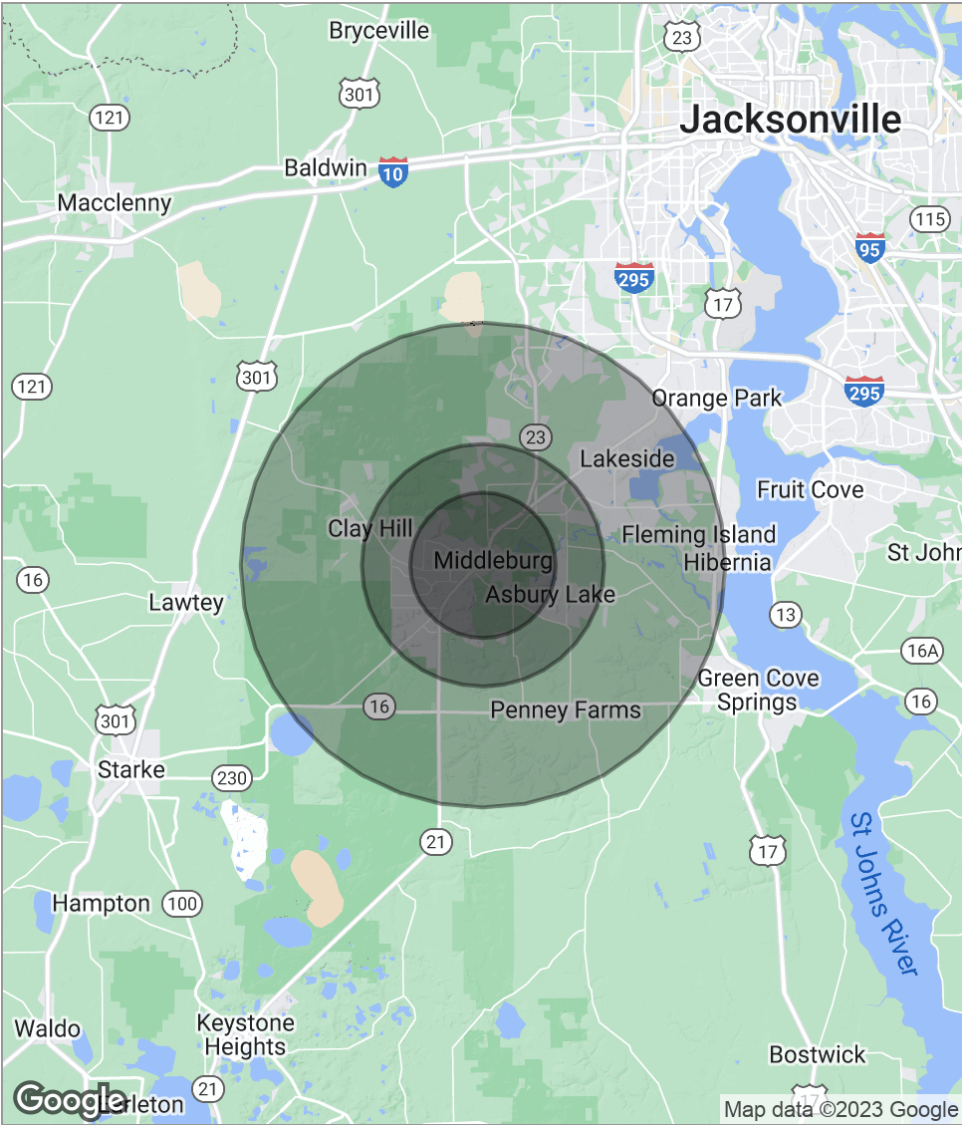 Bryceville
23
301
121
Jacksonville
Baldwin
10
Macclenny
115
95
295
17
301
121
295
Orange Park
23
Lakeside
Fruit Cove
Clay Hill
Fleming Island
Hibernia
St John
Middleburg
16
Asbury Lake
Lawtey
13
16A
Green Cove
Springs
16
16
Penney Farms
301
Starke
230
21
17
St Johns River
Hampton
100
Waldo
Keystone
Heights
Bostwick
21
17
Google
Earleton
Map data ©2023 Google